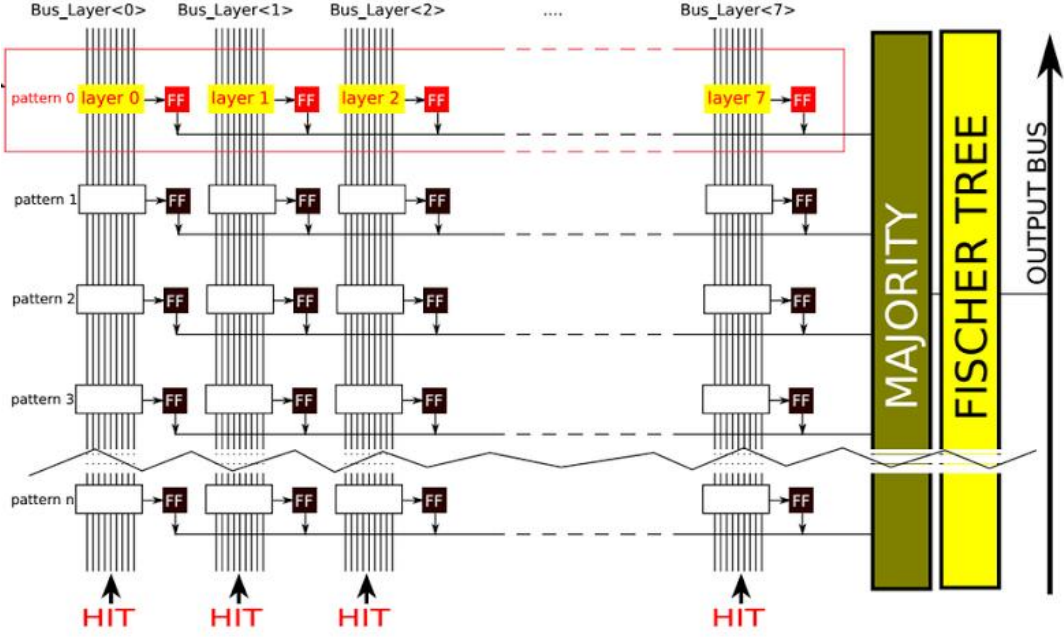 Bus_Layer<0> Bus_Layer<1> Bus_Layer<2> .... Bus_Layer<7>
pattern 0 layer 0 FF layer 1 FF layer 2 FF layer 7 FF
pattern 1 FF FF FF FF
pattern 2 FF FF FF FF
pattern 3 FF FF FF FF
pattern n FF FF FF FF
HIT HIT HIT HIT
MAJORITY
FISCHER TREE
OUTPUT BUS